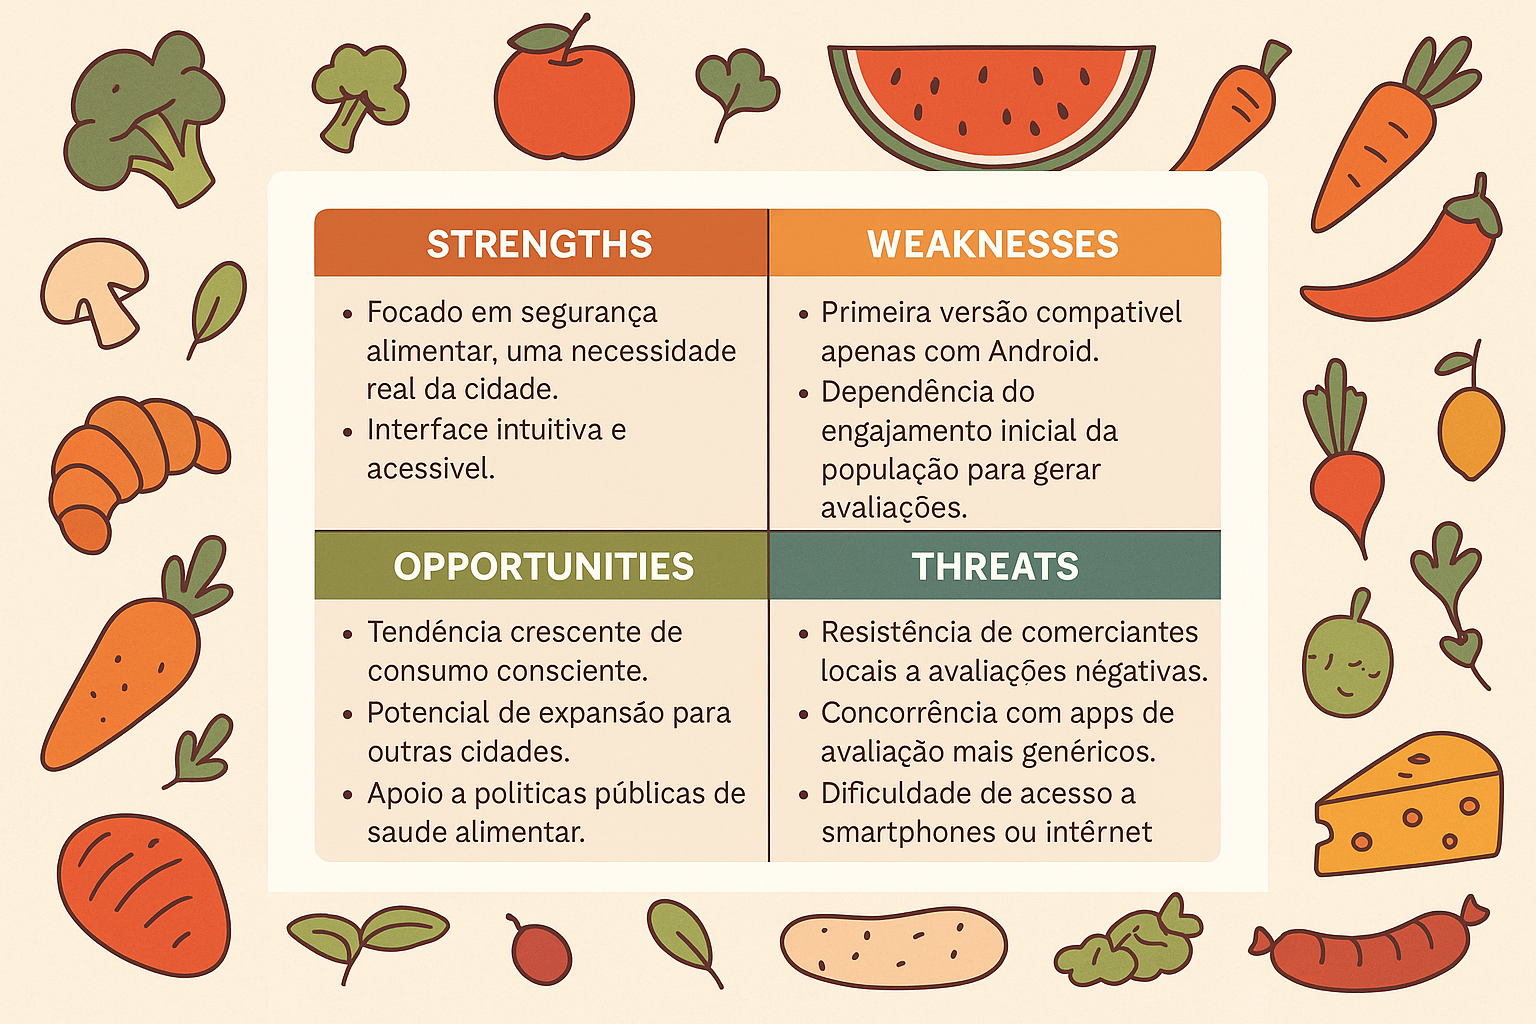 STRENGTHS
• Focado em segurança
alimentar, uma necessidade
real da cidade.
• Interface intuitiva e
acessivel.
WEAKNESSES
• Primeira versão compativel
apenas com Android.
• Dependência do
engajamento inicial da
população para gerar
avaliações.
OPPORTUNITIES
• Tendéncia crescente de
consumo consciente.
• Potencial de expansáo para
outras cidades.
• Apoio a politicas públicas de
saude alimentar.
THREATS
• Resistência de comerciantes
locais a avaliações négativas.
• Concorrência com apps de
avaliação mais genéricos.
• Dificuldade de acesso a
smartphones ou intêrnet